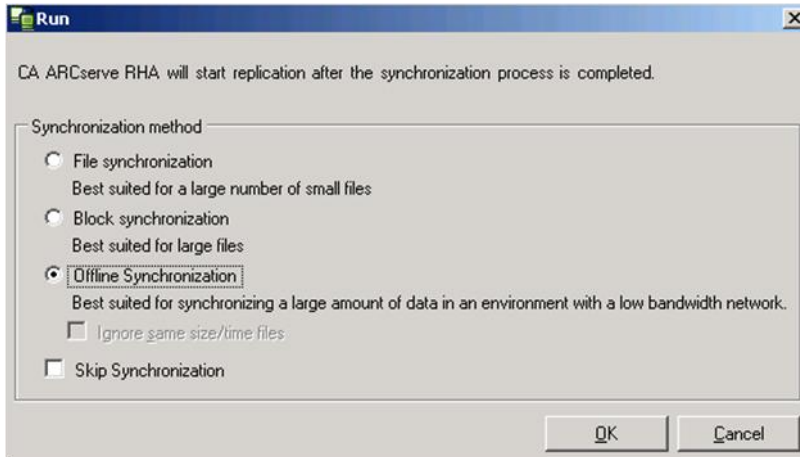 Run
CA ARCserve RHA will start replication after the synchronization process is completed.
Synchronization method
File synchronization
Best suited for a large number of small files
Block synchronization
Best suited for large files
Offline Synchronization
Best suited for synchronizing a large amount of data in an environment with a low bandwidth network.
Ignore same size/time files
Skip Synchronization
OK Cancel